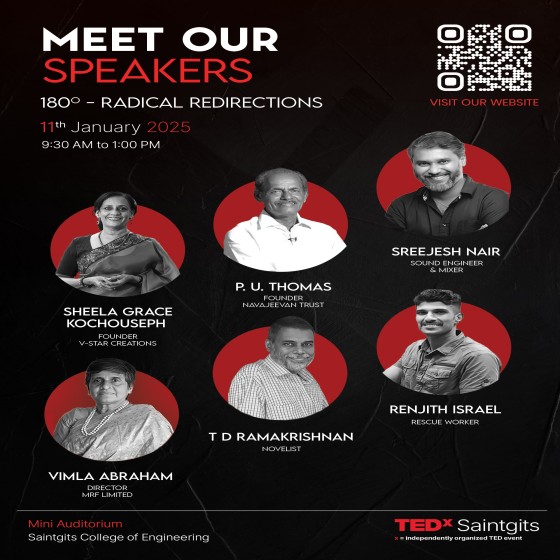 MEET OUR
SPEAKERS
180° - RADICAL REDIRECTIONS
11th January 2025
9:30 AM to 1:00 PM
VISIT OUR WEBSITE
SHEELA GRACE
KOCHOUSEPH
FOUNDER
V-STAR CREATIONS
P. U. THOMAS
FOUNDER
NAVAJEEVAN TRUST
SREEJESH NAIR
SOUND ENGINEER
& MIXER
VIMLA ABRAHAM
DIRECTOR
MRF LIMITED
T D RAMAKRISHNAN
NOVELIST
RENJITH ISRAEL
RESCUE WORKER
Mini Auditorium
Saintgits College of Engineering
TEDx Saintgits
x = independently organized TED event